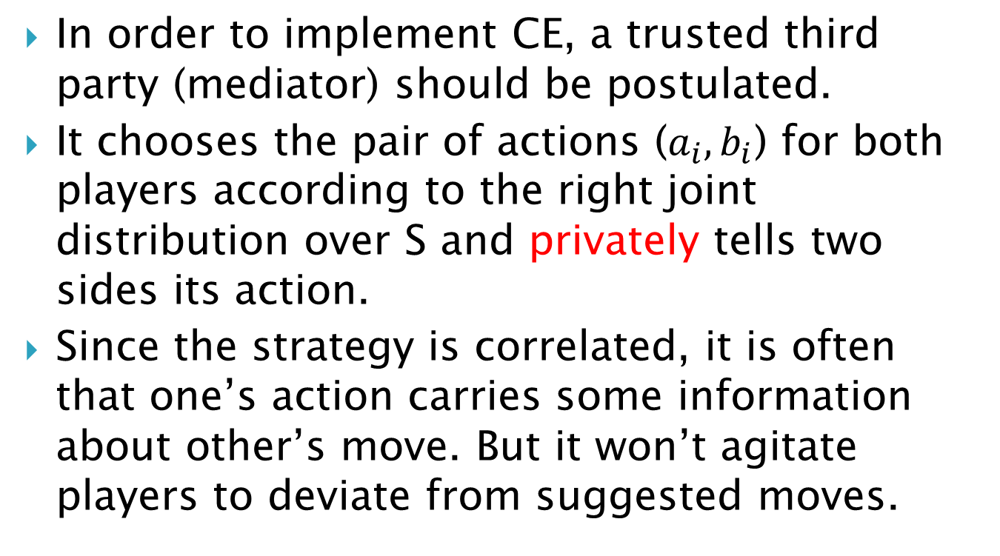 In order to implement CE, a trusted third
party (mediator) should be postulated.
It chooses the pair of actions (𝑎ᵢ, 𝑏ᵢ) for both
players according to the right joint
distribution over S and privately tells two
sides its action.
Since the strategy is correlated, it is often
that one’s action carries some information
about other’s move. But it won’t agitate
players to deviate from suggested moves.